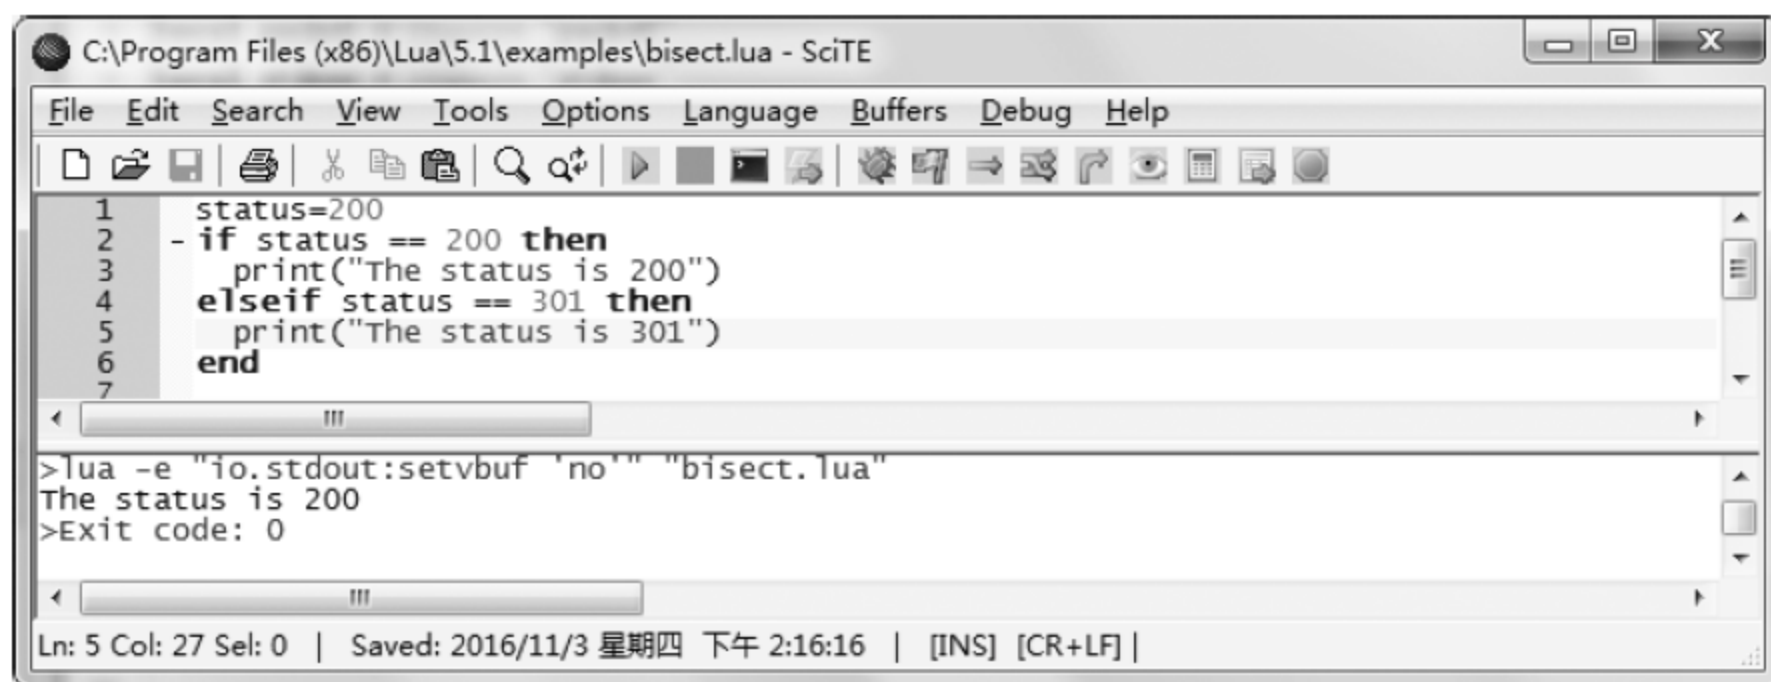 C:\Program Files (x86)\Lua\5.1\examples\bisect.lua - SciTE
File Edit Search View Tools Options Language Buffers Debug Help
1 status=200
2 - if status == 200 then
3 print("The status is 200")
4 elseif status == 301 then
5 print("The status is 301")
6 end
7
>lua -e "io.stdout:setvbuf 'no'" "bisect.lua"
The status is 200
>Exit code: 0
Ln: 5 Col: 27 Sel: 0 | Saved: 2016/11/3 星期四 下午 2:16:16 | [INS] [CR+LF] |